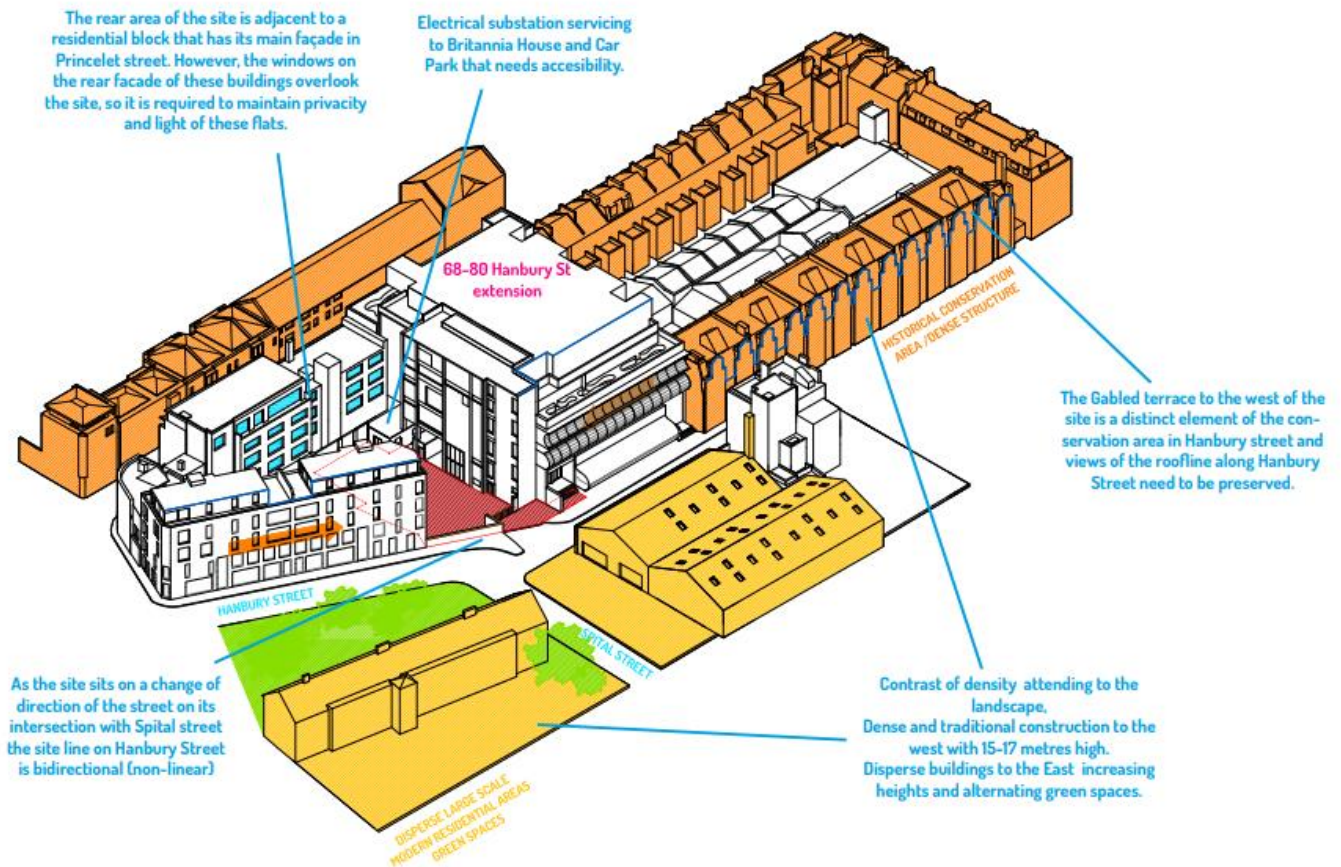 The rear area of the site is adjacent to a
residential block that has its main façade in
Princelet street. However, the windows on
the rear facade of these buildings overlook
the site, so it is required to maintain privacity
and light of these flats.
Electrical substation servicing
to Britannia House and Car
Park that needs accesibility.
68-80 Hanbury St
extension
HISTORICAL CONSERVATION
AREA /DENSE STRUCTURE
The Gabled terrace to the west of the
site is a distinct element of the con-
servation area in Hanbury street and
views of the roofline along Hanbury
Street need to be preserved.
HANBURY STREET
SPITAL STREET
As the site sits on a change of
direction of the street on its
intersection with Spital street
the site line on Hanbury Street
is bidirectional (non-linear)
Contrast of density attending to the
landscape,
Dense and traditional construction to the
west with 15-17 metres high.
Disperse buildings to the East increasing
heights and alternating green spaces.
DISPERSE LARGE SCALE
MODERN RESIDENTIAL AREAS
GREEN SPACES